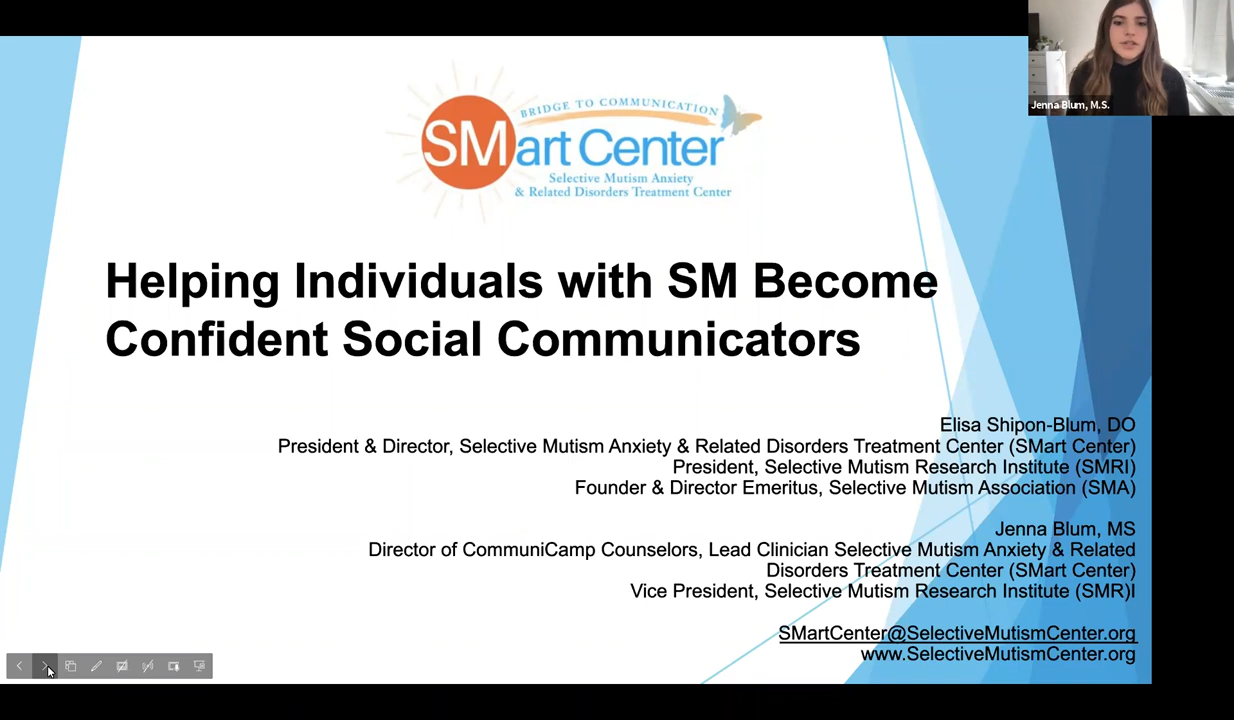 Jenna Blum, M.S.
BRIDGE TO COMMUNICATION
SMart Center
Selective Mutism Anxiety
& Related Disorders Treatment Center
Helping Individuals with SM Become
Confident Social Communicators
Elisa Shipon-Blum, DO
President & Director, Selective Mutism Anxiety & Related Disorders Treatment Center (SMart Center)
President, Selective Mutism Research Institute (SMRI)
Founder & Director Emeritus, Selective Mutism Association (SMA)
Jenna Blum, MS
Director of CommuniCamp Counselors, Lead Clinician Selective Mutism Anxiety & Related
Disorders Treatment Center (SMart Center)
Vice President, Selective Mutism Research Institute (SMR)I
SMartCenter@SelectiveMutismCenter.org
www.SelectiveMutismCenter.org